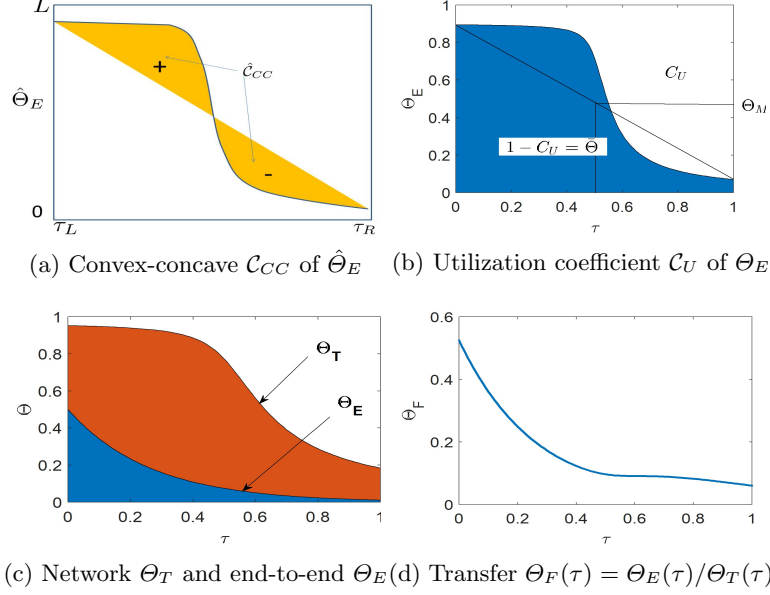 L
+
𝒞̂_CC
Θ̂_E
-
0
τ_L
τ_R
(a) Convex-concave 𝒞_CC of Θ̂_E
1
0.8
0.6
0.4
0.2
0
Θ_E
C_U
Θ_M
1 − C_U = Θ̄
0 0.2 0.4 0.6 0.8 1
τ
(b) Utilization coefficient 𝒞_U of Θ_E
1
0.8
0.6
0.4
0.2
0
Θ
Θ_T
Θ_E
0 0.2 0.4 0.6 0.8 1
τ
(c) Network Θ_T and end-to-end Θ_E
0.6
0.4
0.2
0
Θ_F
0 0.2 0.4 0.6 0.8 1
τ
(d) Transfer Θ_F(τ) = Θ_E(τ)/Θ_T(τ)